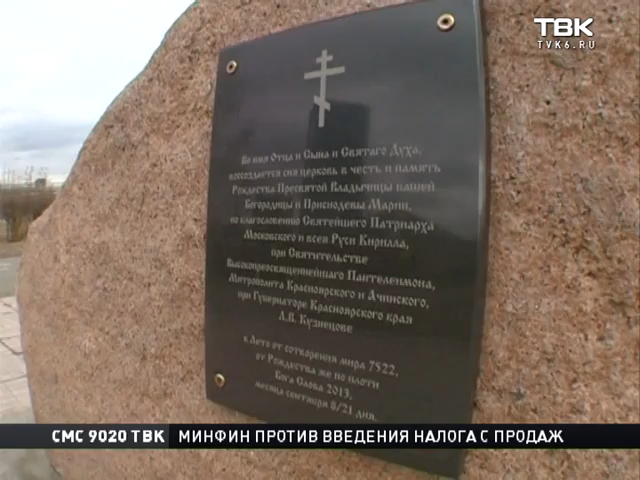 ТВК
TVK6.RU
Во имя Отца и Сына и Святаго Духа,
воссоздается сия церковь в честь и память
Рождества Пресвятой Владычицы нашей
Богородицы и Приснодевы Марии,
по благословению Святейшего Патриарха
Московского и всея Руси Кирилла,
при Святительстве
Высокопреосвященнейшаго Пантелеимона,
Митрополита Красноярского и Ачинского,
при Губернаторе Красноярского края
Л.В. Кузнецове
в Лето от сотворения мира 7522,
от Рождества же по плоти
Бога Слова 2013,
месяца сентября 8/21 дня.
СМС 9020 ТВК МИНФИН ПРОТИВ ВВЕДЕНИЯ НАЛОГА С ПРОДАЖ